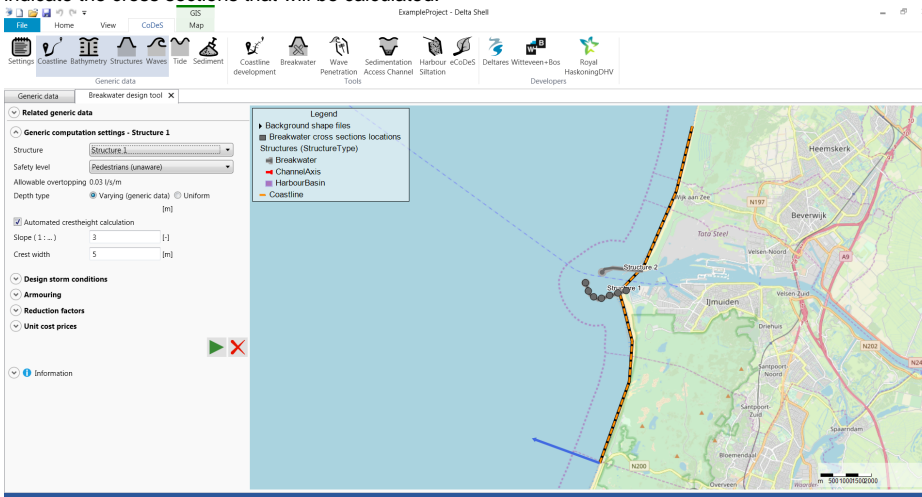 indicate the cross sections that will be calculated.
ExampleProject - Delta Shell
GIS
File Home View CoDeS Map
Settings Coastline Bathymetry Structures Waves Tide Sediment
Generic data
Coastline development Breakwater Wave Penetration Sedimentation Access Channel Harbour Siltation eCoDeS
Tools
Deltares Witteveen+Bos Royal HaskoningDHV
Developers
Generic data Breakwater design tool X
Related generic data
Generic computation settings - Structure 1
Structure Structure 1
Safety level Pedestrians (unaware)
Allowable overtopping 0.03 l/s/m
Depth type Varying (generic data) Uniform
[m]
Automated crestheight calculation
Slope ( 1 : ... ) 3 [-]
Crest width 5 [m]
Design storm conditions
Armouring
Reduction factors
Unit cost prices
Information
Legend
Background shape files
Breakwater cross sections locations
Structures (StructureType)
Breakwater
ChannelAxis
HarbourBasin
Coastline
Heemskerk
Wijk aan Zee
N197
Beverwijk
Tata Steel
Velsen-Noord
A9
Structure 2
Structure 1
IJmuiden
Velsen-Zuid
Driehuis
N202
Santpoort
-Noord
Santpoort-
Zuid
Spaarndam
Bloemendaal
N200
Overveen
m 500100015002000